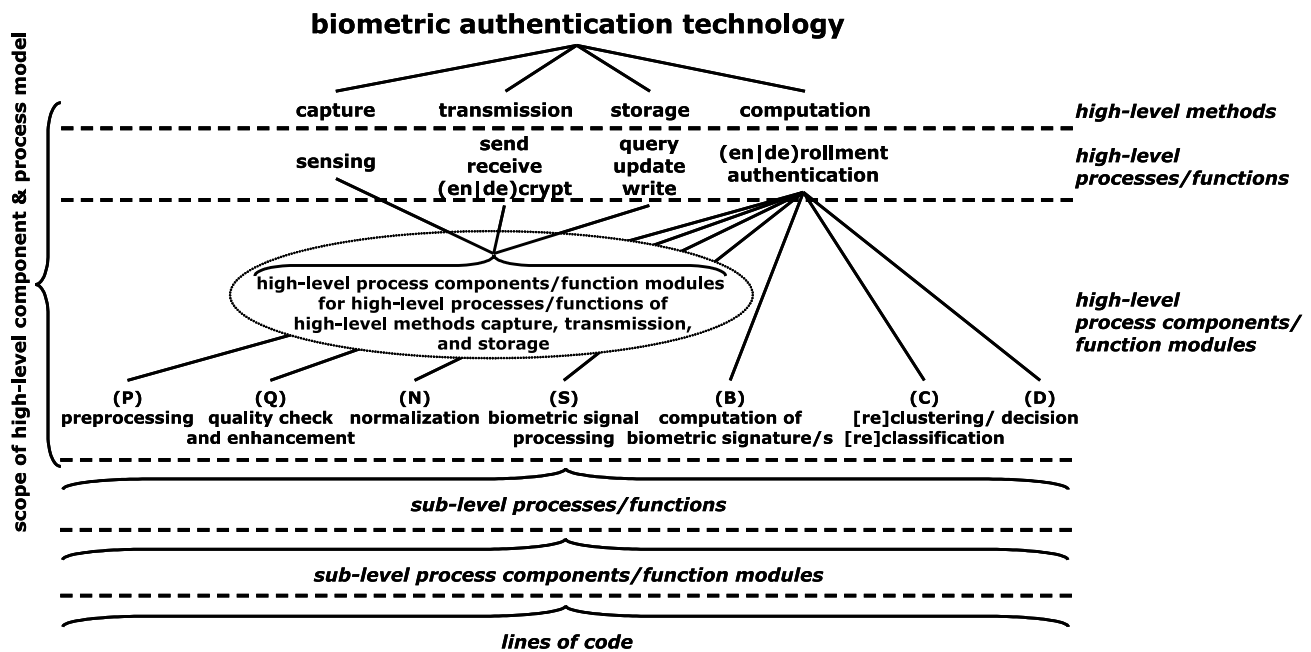 biometric authentication technology
scope of high-level component & process model
capture transmission storage computation
high-level methods
sensing
send
receive
(en|de)crypt
query
update
write
(en|de)rollment
authentication
high-level
processes/functions
high-level process components/function modules
for high-level processes/functions of
high-level methods capture, transmission,
and storage
high-level
process components/
function modules
(P)
preprocessing
(Q)
quality check
and enhancement
(N)
normalization
(S)
biometric signal
processing
(B)
computation of
biometric signature/s
(C)
[re]clustering/
[re]classification
(D)
decision
sub-level processes/functions
sub-level process components/function modules
lines of code